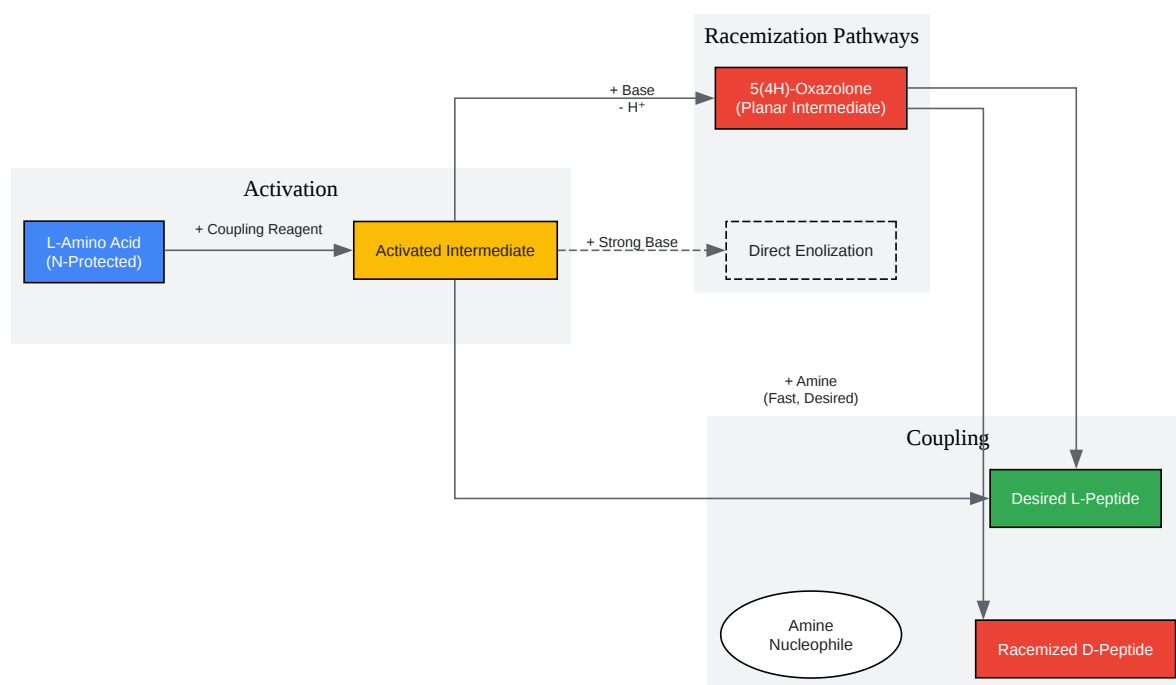 Racemization Pathways
+ Base
- H⁺
5(4H)-Oxazolone
(Planar Intermediate)
Activation
L-Amino Acid
(N-Protected)
+ Coupling Reagent
Activated Intermediate
+ Strong Base
Direct Enolization
+ Amine
(Fast, Desired)
Coupling
Desired L-Peptide
Amine
Nucleophile
Racemized D-Peptide